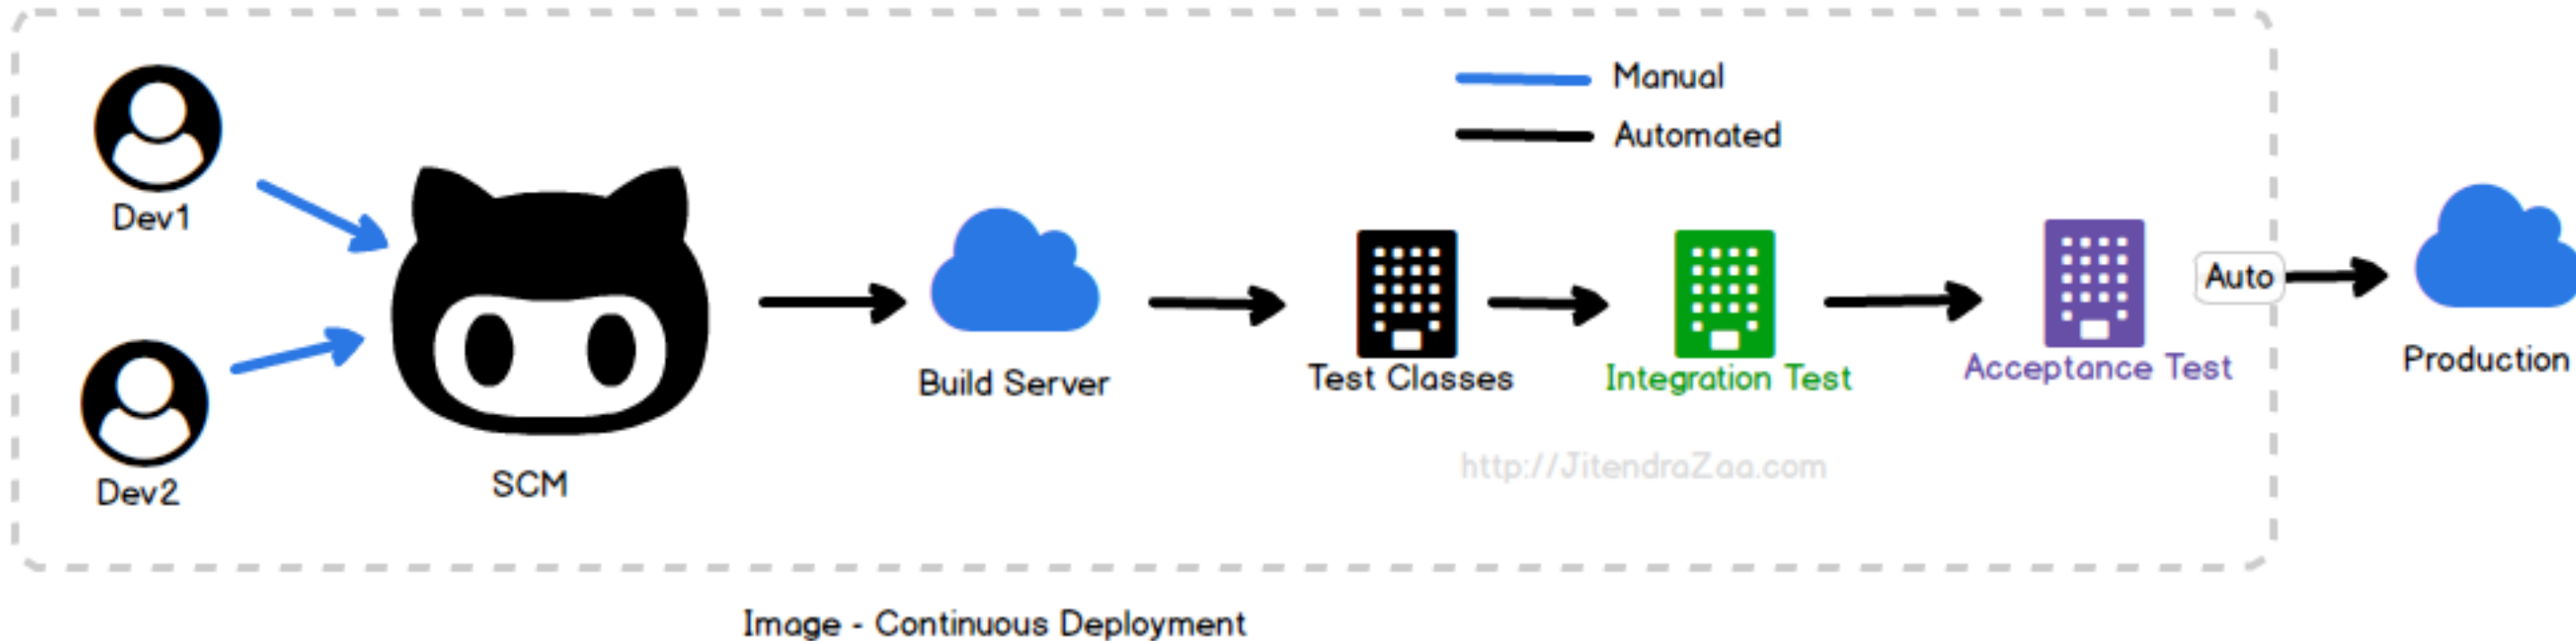 Manual
Automated
Dev1
Dev2
SCM
Build Server
Test Classes
Integration Test
Acceptance Test
Auto
Production
http://JitendraZaa.com
Image - Continuous Deployment